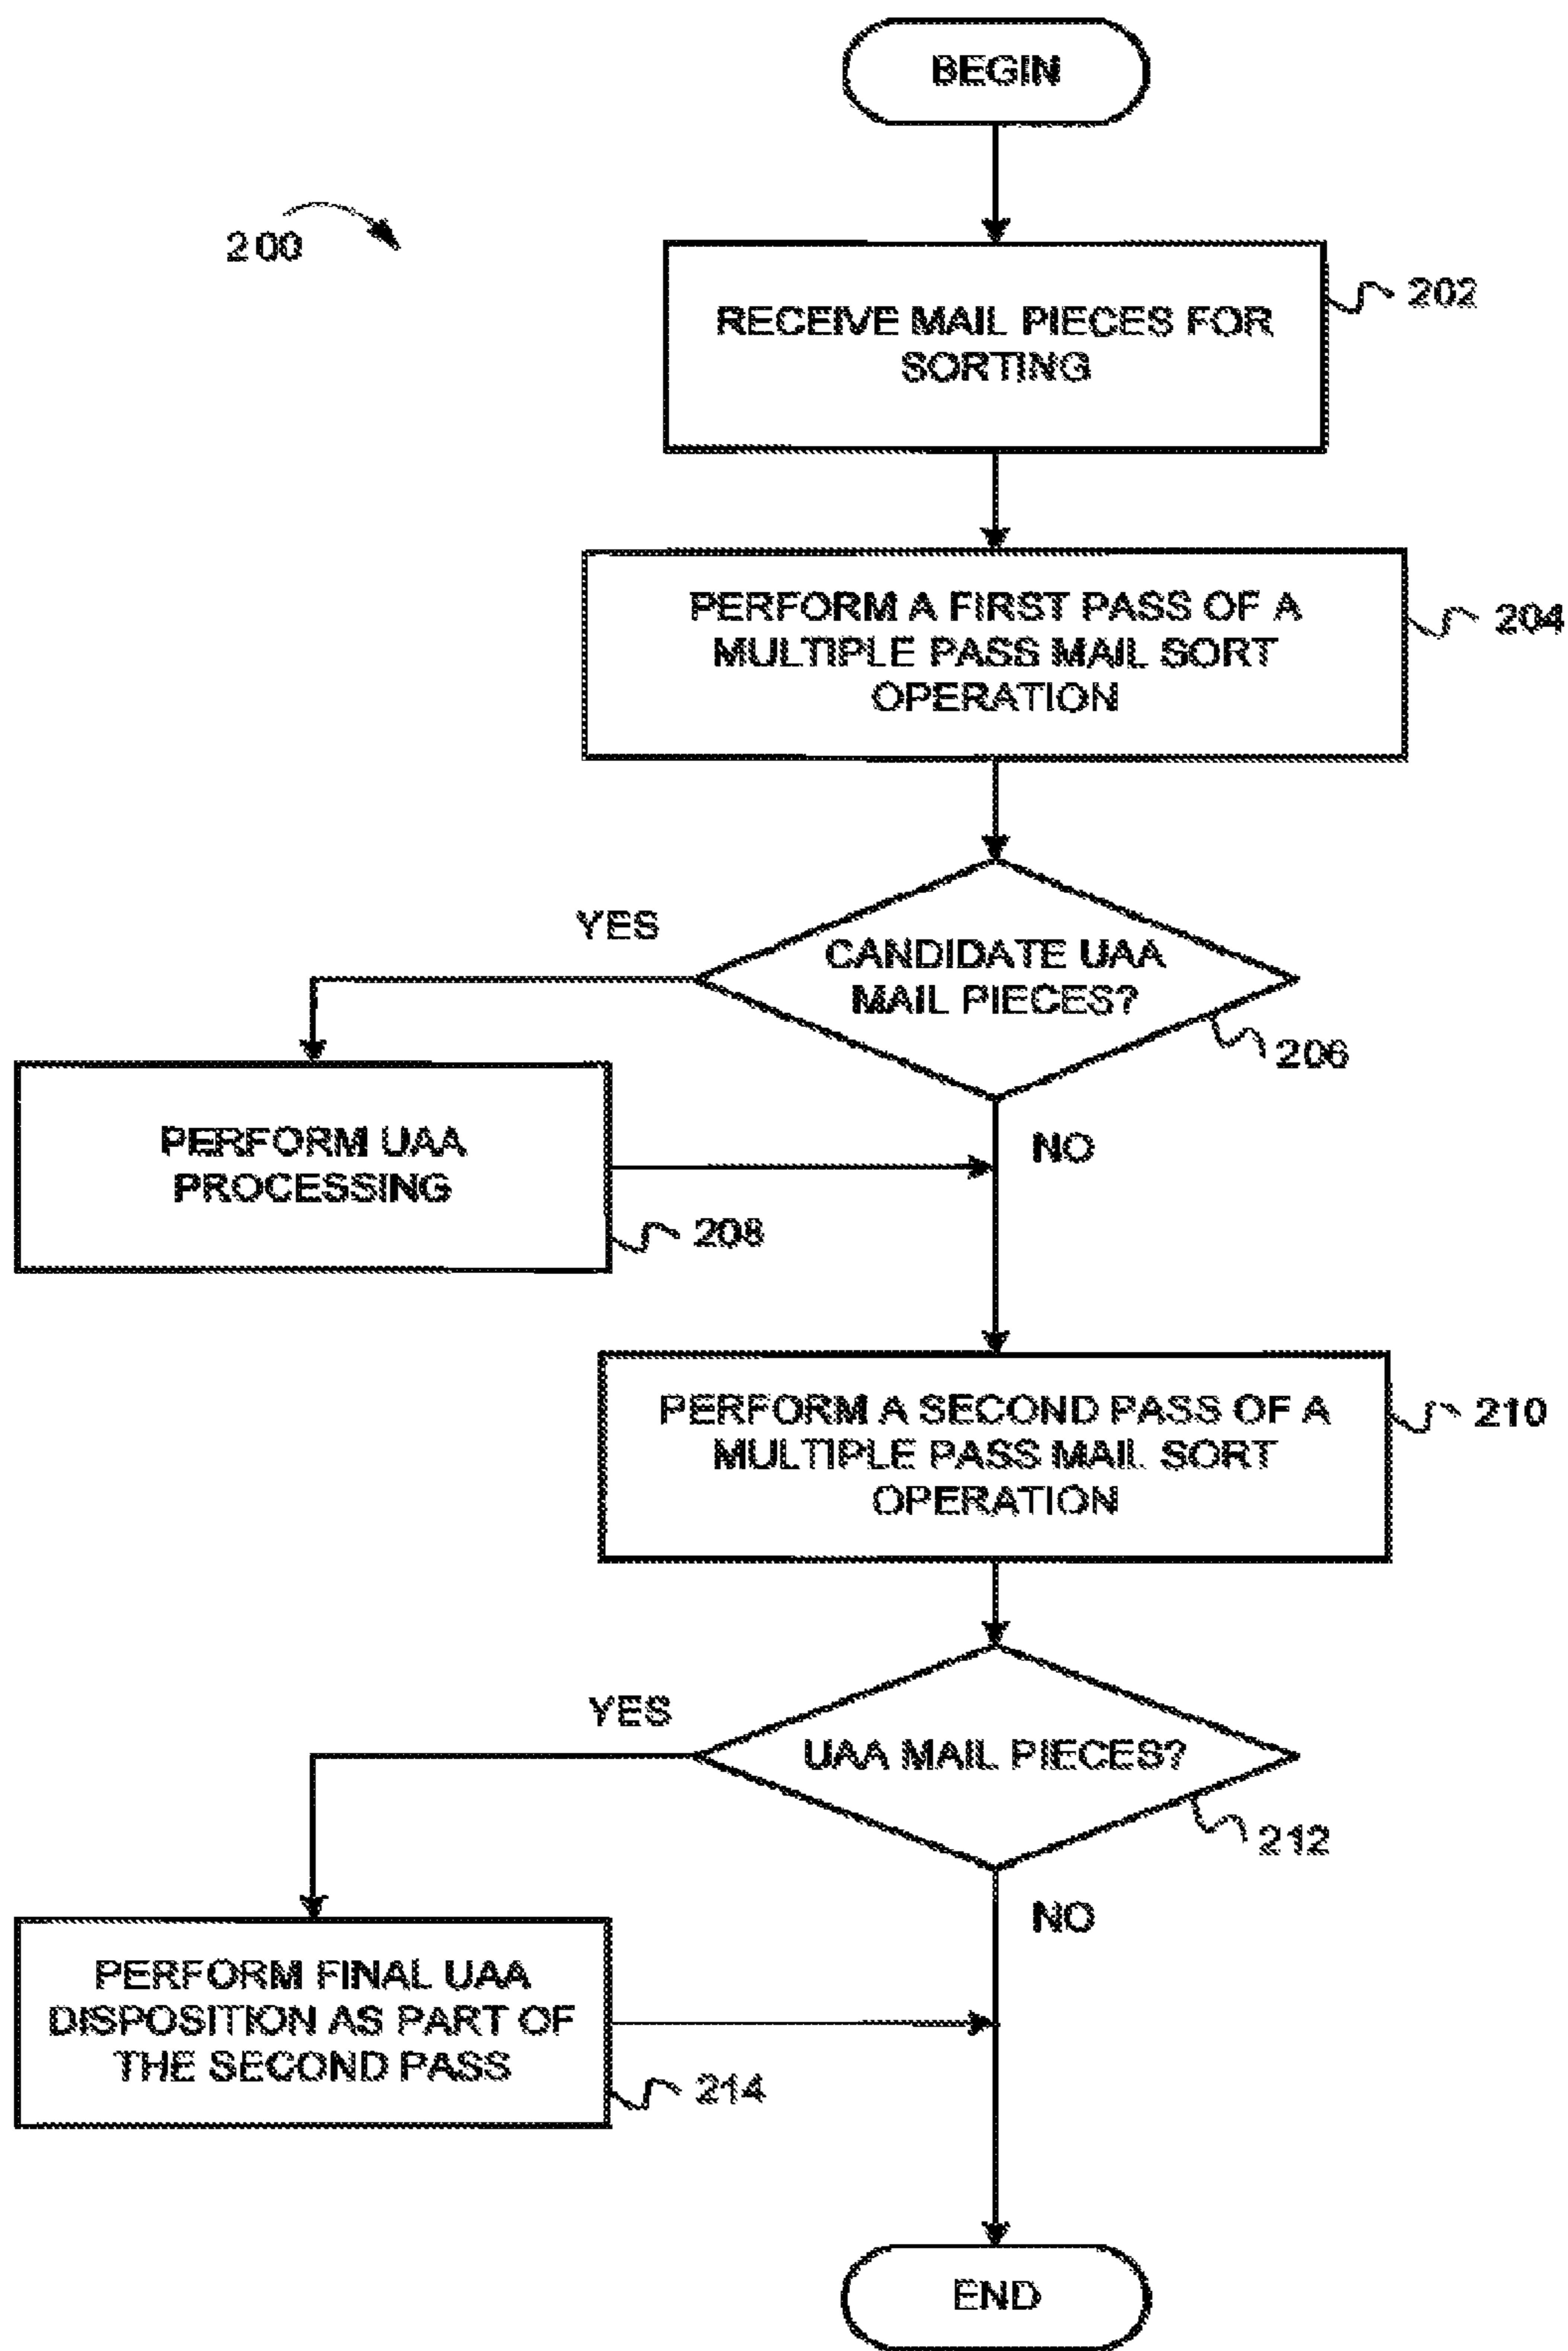 BEGIN
200
RECEIVE MAIL PIECES FOR
SORTING
202
PERFORM A FIRST PASS OF A
MULTIPLE PASS MAIL SORT
OPERATION
204
YES
CANDIDATE UAA
MAIL PIECES?
206
PERFORM UAA
PROCESSING
208
NO
PERFORM A SECOND PASS OF A
MULTIPLE PASS MAIL SORT
OPERATION
210
YES
UAA MAIL PIECES?
212
NO
PERFORM FINAL UAA
DISPOSITION AS PART OF
THE SECOND PASS
214
END